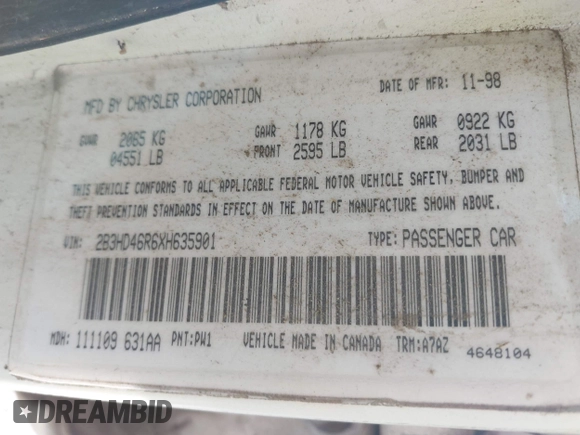 MFD BY CHRYSLER CORPORATION DATE OF MFR: 11-98
GVWR 2065 KG GAWR 1178 KG GAWR 0922 KG
04551 LB FRONT 2595 LB REAR 2031 LB
THIS VEHICLE CONFORMS TO ALL APPLICABLE FEDERAL MOTOR VEHICLE SAFETY, BUMPER AND
THEFT PREVENTION STANDARDS IN EFFECT ON THE DATE OF MANUFACTURE SHOWN ABOVE.
VIN: 2B3HD46R6XH635901 TYPE: PASSENGER CAR
MDH: 111109 631AA PNT: PW1 VEHICLE MADE IN CANADA TRM: A7AZ
4648104
DREAMBID